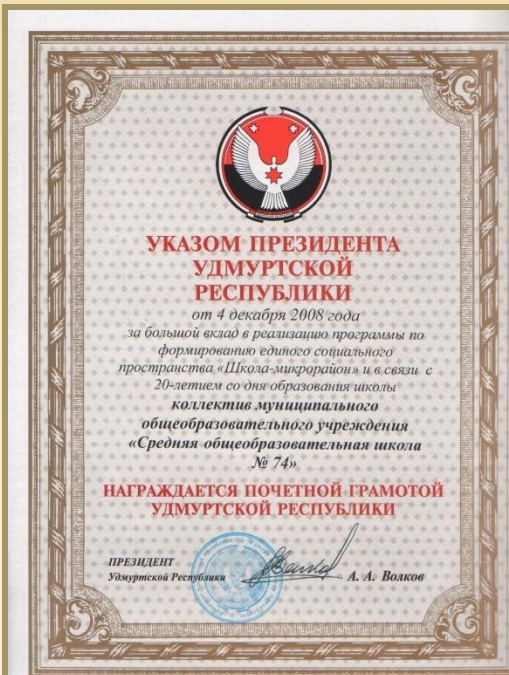 УКАЗОМ ПРЕЗИДЕНТА
УДМУРТСКОЙ
РЕСПУБЛИКИ
от 4 декабря 2008 года
за большой вклад в реализацию программы по
формированию единого социального
пространства «Школа-микрорайон» и в связи с
20-летием со дня образования школы
коллектив муниципального
общеобразовательного учреждения
«Средняя общеобразовательная школа
№ 74»
НАГРАЖДАЕТСЯ ПОЧЕТНОЙ ГРАМОТОЙ
УДМУРТСКОЙ РЕСПУБЛИКИ
ПРЕЗИДЕНТ
Удмуртской Республики
А. А. Волков